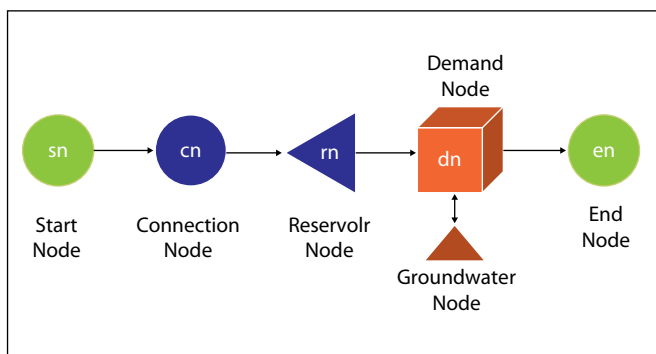 Demand
Node
sn
cn
rn
dn
en
Start
Node
Connection
Node
Reservolr
Node
End
Node
Groundwater
Node